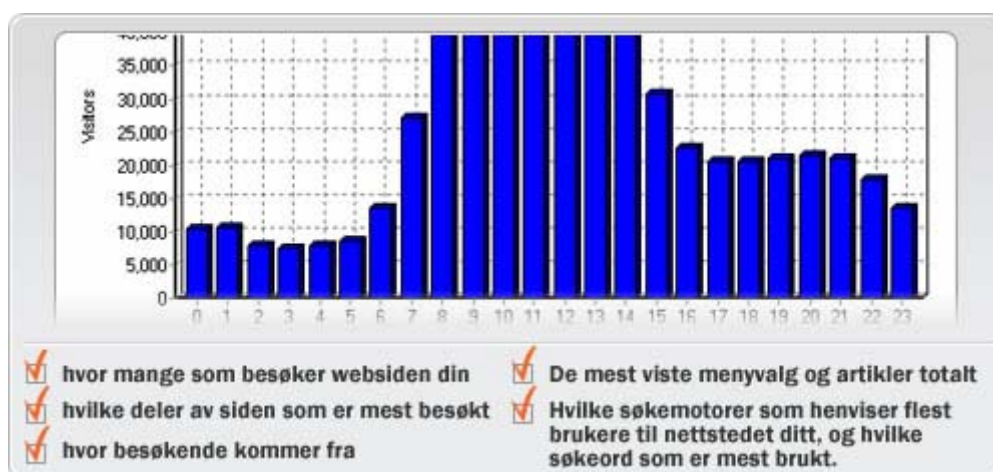 40,000
35,000
30,000
25,000
20,000
15,000
10,000
5,000
0
Visitors
0 1 2 3 4 5 6 7 8 9 10 11 12 13 14 15 16 17 18 19 20 21 22 23
hvor mange som besøker websiden din
hvilke deler av siden som er mest besøkt
hvor besøkende kommer fra
De mest viste menyvalg og artikler totalt
Hvilke søkemotorer som henviser flest
brukere til nettstedet ditt, og hvilke
søkeord som er mest brukt.